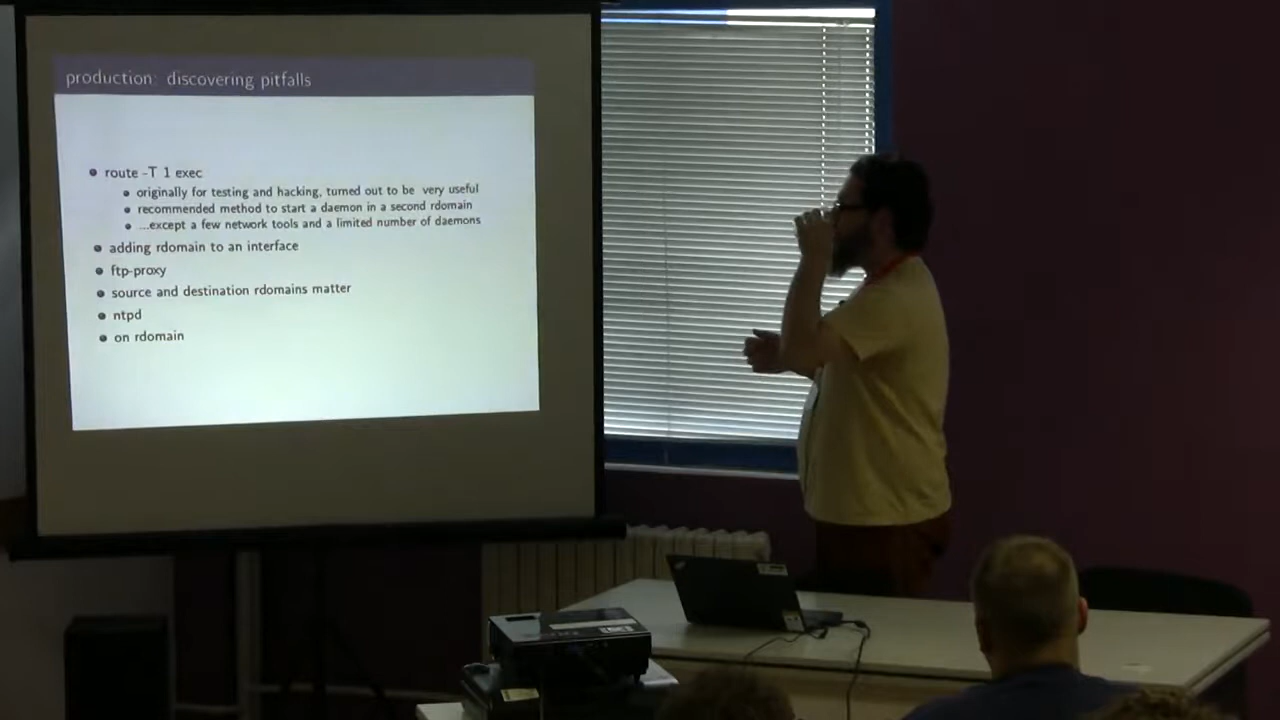 production: discovering pitfalls
route -T 1 exec
originally for testing and hacking, turned out to be very useful
recommended method to start a daemon in a second rdomain
...except a few network tools and a limited number of daemons
adding rdomain to an interface
ftp-proxy
source and destination rdomains matter
ntpd
on rdomain